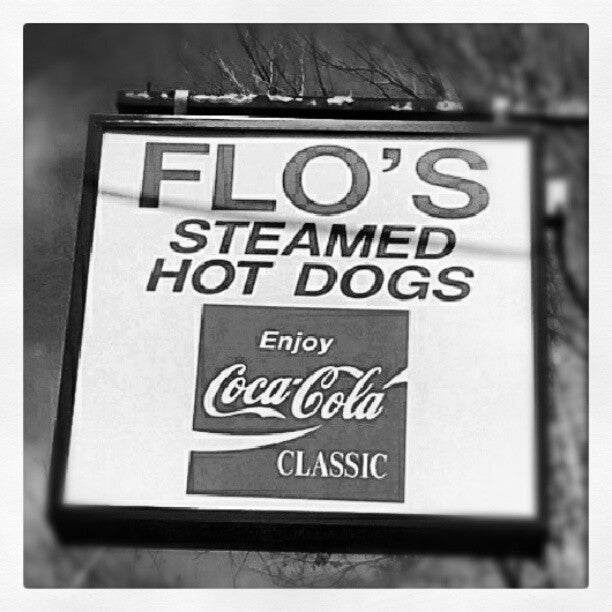 FLO'S
STEAMED
HOT DOGS
Enjoy
Coca-Cola
CLASSIC